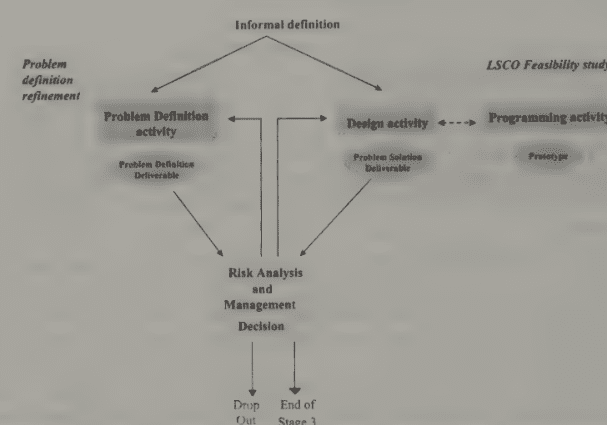 Informal definition
Problem
definition
refinement
LSCO Feasibility study
Problem Definition
activity
Design activity
Programming activity
Problem Definition
Deliverable
Problem Solution
Deliverable
Prototype
Risk Analysis
and
Management
Decision
Drop
Out
End of
Stage 3